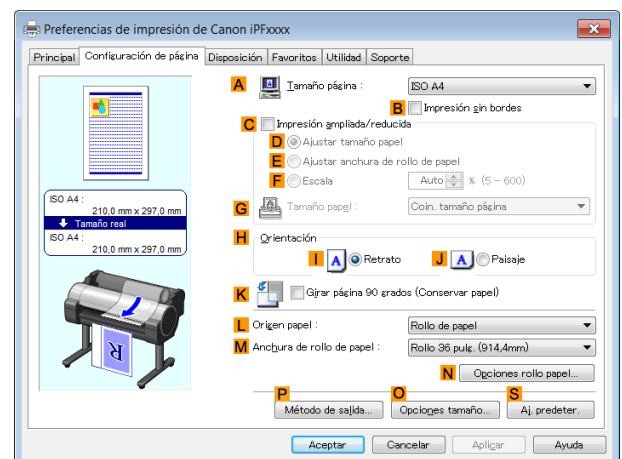 Preferencias de impresión de Canon iPFxxxx
Principal Configuración de página Disposición Favoritos Utilidad Soporte
A Tamaño página : ISO A4
B Impresión sin bordes
C Impresión ampliada/reducida
D Ajustar tamaño papel
E Ajustar anchura de rollo de papel
F Escala Auto % (5 - 600)
ISO A4 :
210,0 mm x 297,0 mm
Tamaño real
ISO A4 :
210,0 mm x 297,0 mm
G Tamaño papel : Coin. tamaño página
H Orientación
I A Retrato J A Paisaje
K Girar página 90 grados (Conservar papel)
R
L Origen papel : Rollo de papel
M Anchura de rollo de papel : Rollo 36 pulg. (914,4mm)
N Opciones rollo papel...
P O S
Método de salida... Opciones tamaño... Aj. predeter.
Aceptar Cancelar Aplicar Ayuda